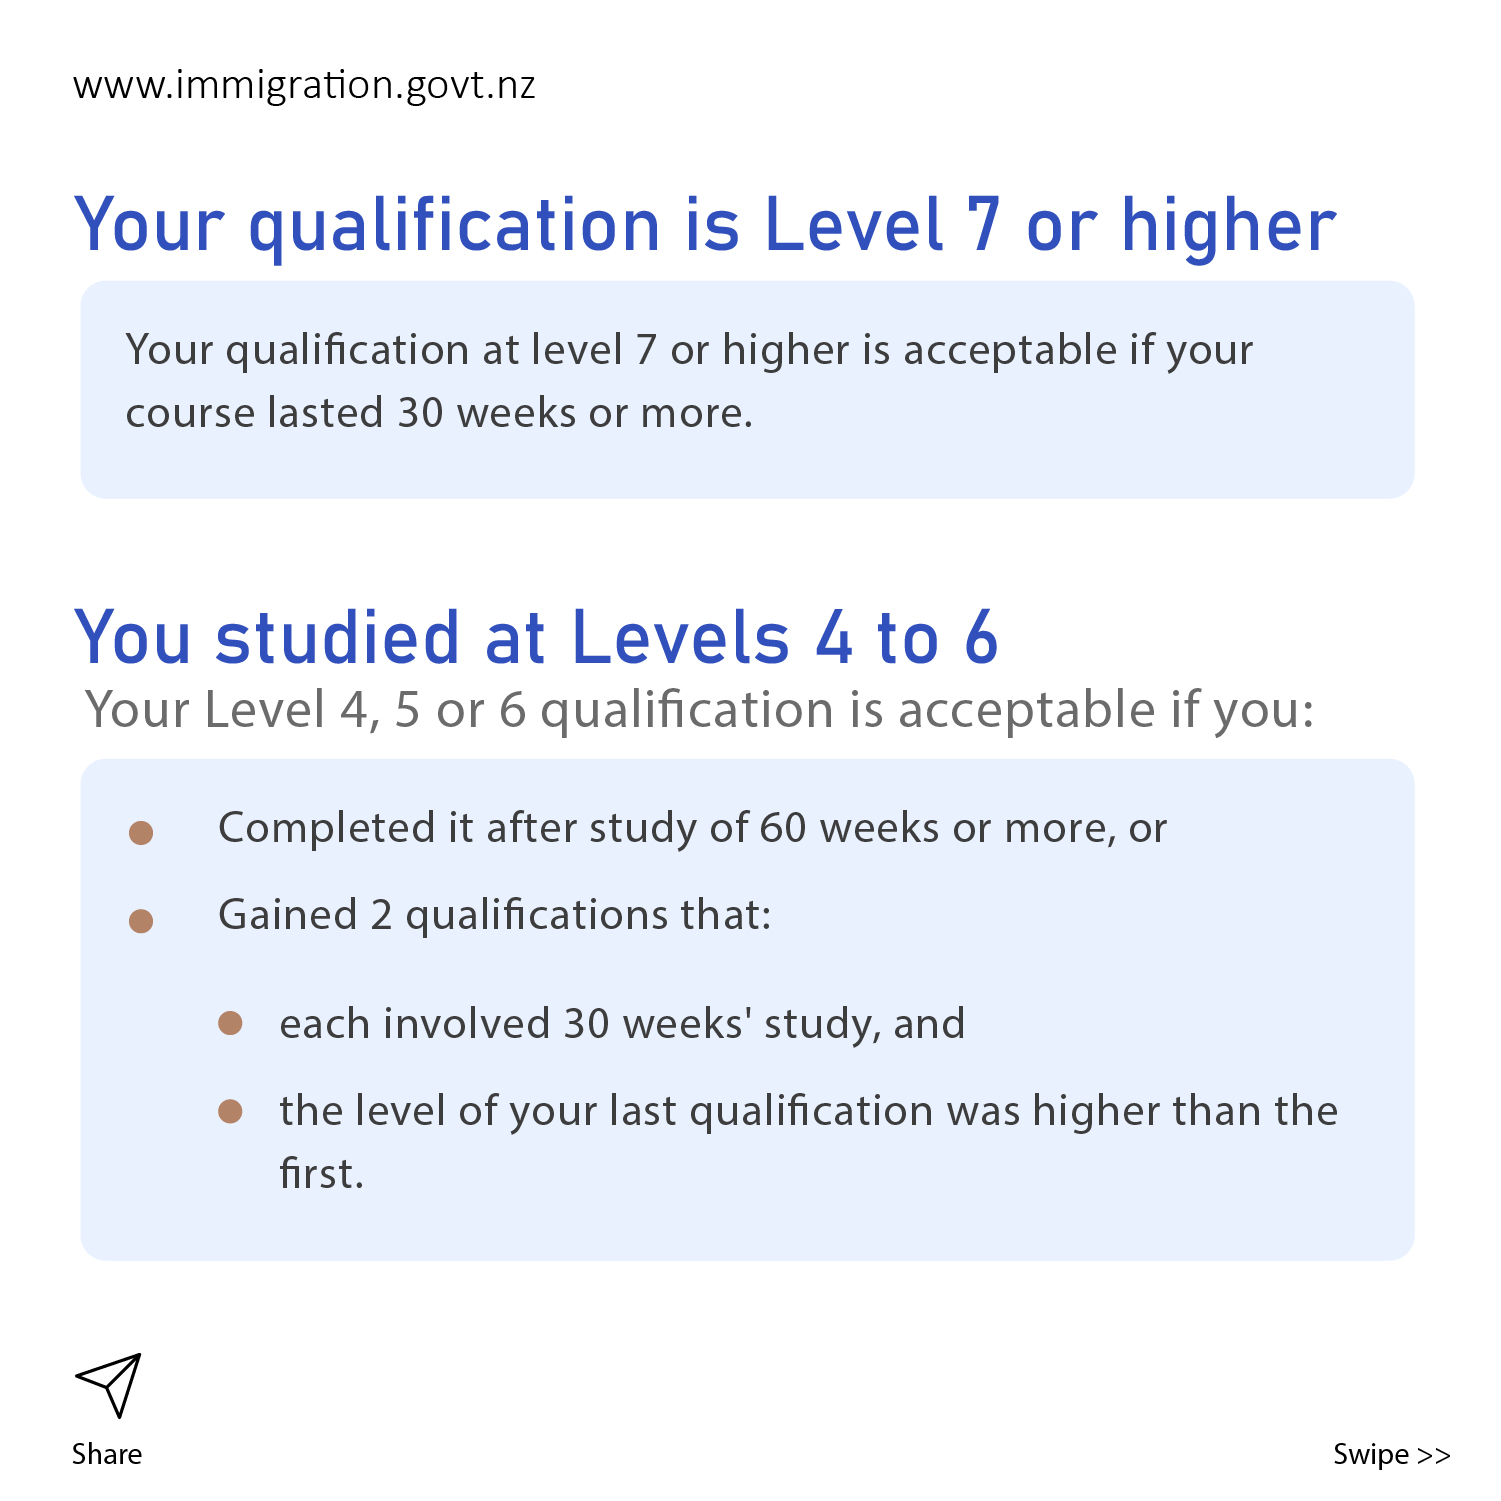 www.immigration.govt.nz
Your qualification is Level 7 or higher
Your qualification at level 7 or higher is acceptable if your
course lasted 30 weeks or more.
You studied at Levels 4 to 6
Your Level 4, 5 or 6 qualification is acceptable if you:
Completed it after study of 60 weeks or more, or
Gained 2 qualifications that:
each involved 30 weeks' study, and
the level of your last qualification was higher than the
first.
Share
Swipe >>